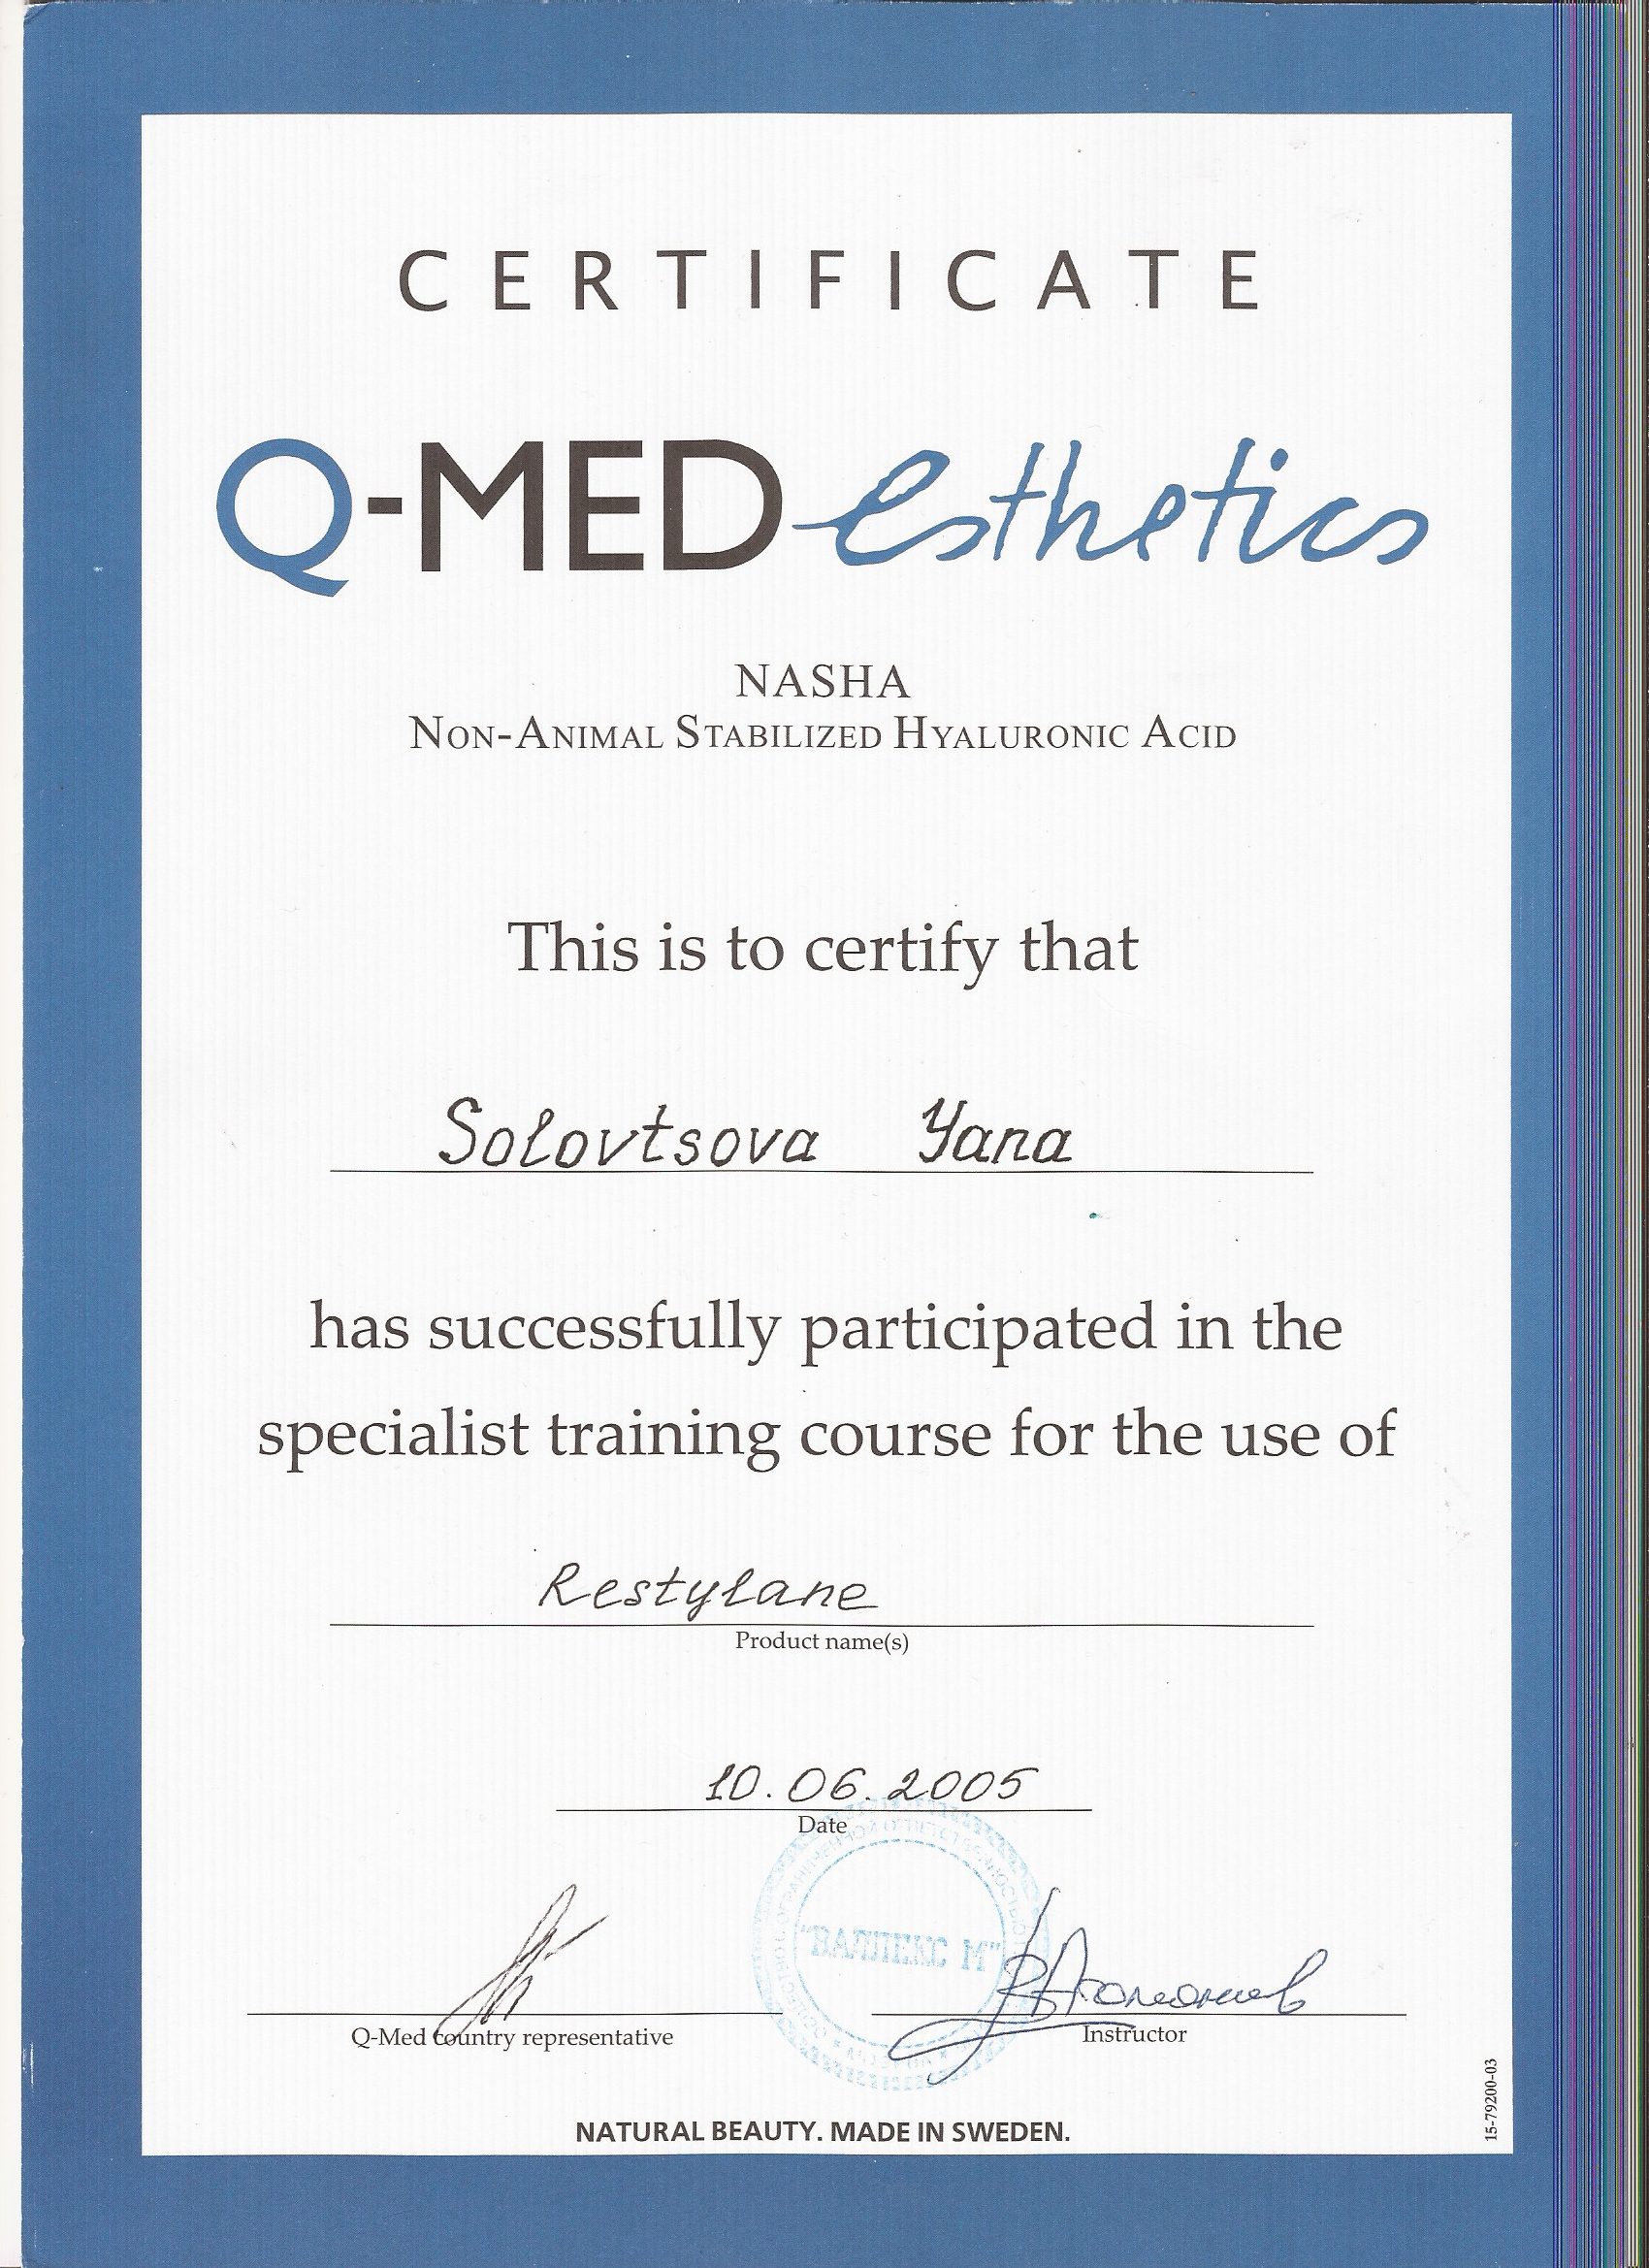 CERTIFICATE
Q-MED esthetics
NASHA
NON-ANIMAL STABILIZED HYALURONIC ACID
This is to certify that
Solovtsova Yana
has successfully participated in the
specialist training course for the use of
Restylane
Product name(s)
10.06.2005
Date
"ВАЛЛЕКС М"
Q-Med country representative
Instructor
15-79200-03
NATURAL BEAUTY. MADE IN SWEDEN.